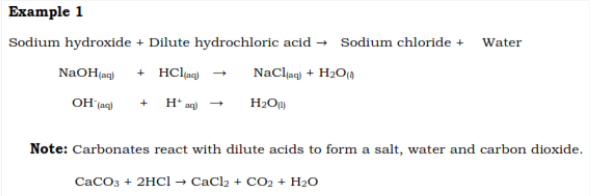 Example 1
Sodium hydroxide + Dilute hydrochloric acid → Sodium chloride + Water
NaOH(aq) + HCl(aq) → NaCl(aq) + H2O(l)
OH-(aq) + H+ aq) → H2O(l)
Note: Carbonates react with dilute acids to form a salt, water and carbon dioxide.
CaCO3 + 2HCl → CaCl2 + CO2 + H2O